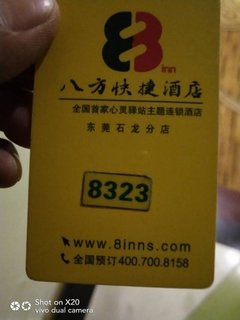 8
inn
八方快捷酒店
全国首家心灵驿站主题连锁酒店
东莞石龙分店
8323
www.8inns.com
全国预订400.700.8158
Shot on X20
vivo dual camera